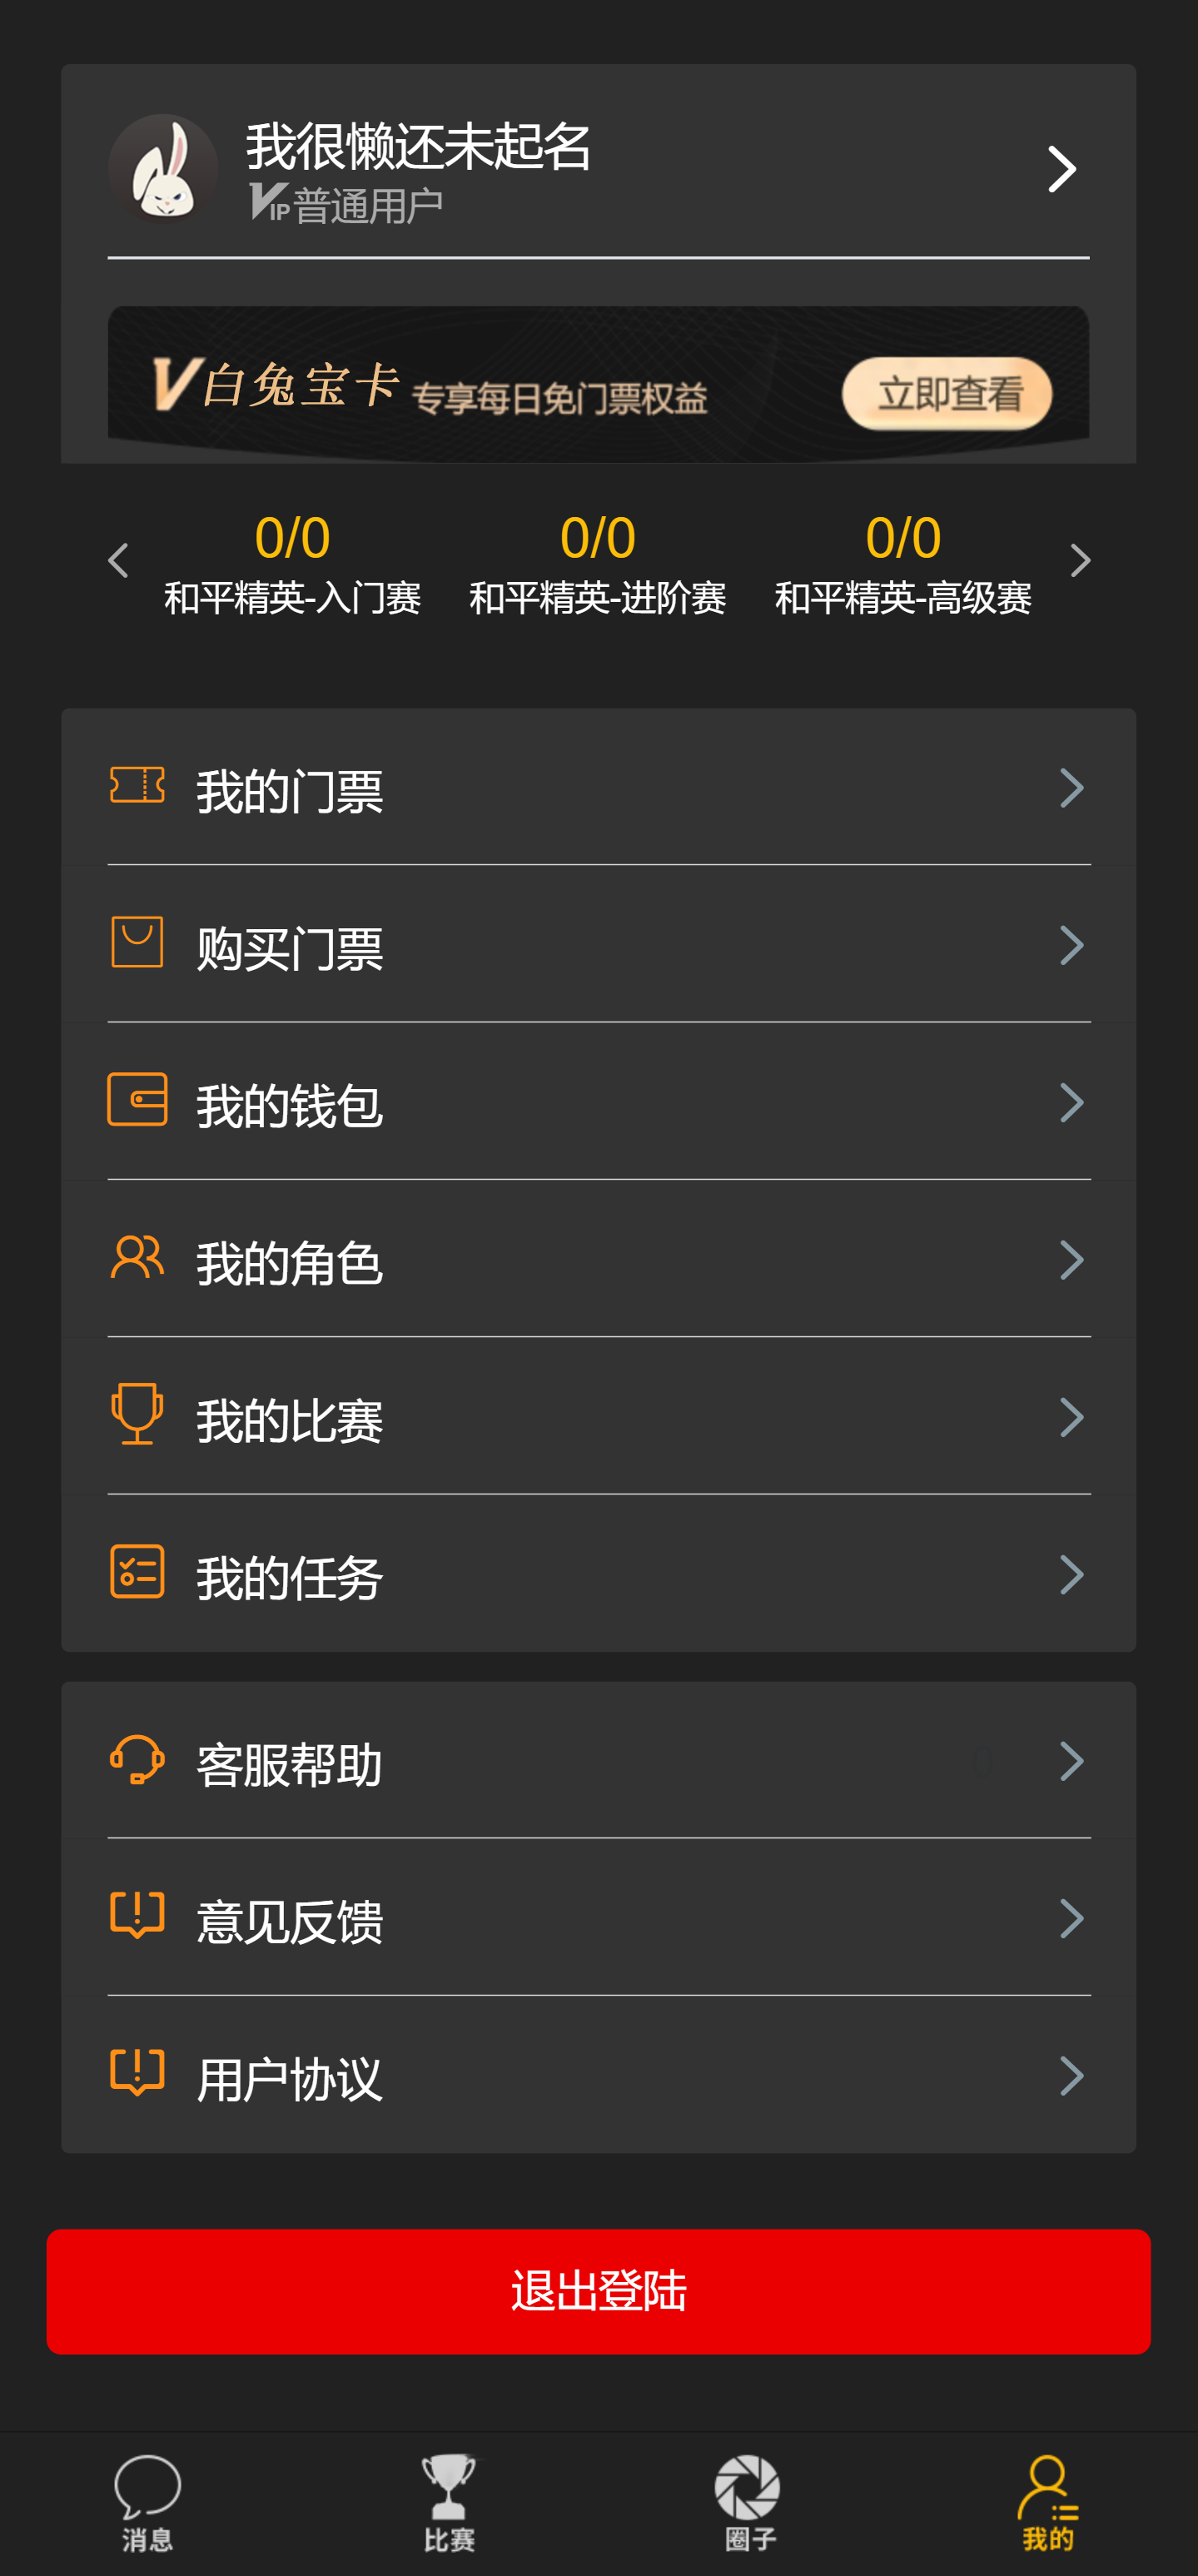 我很懒还未起名
VIP普通用户
V白兔宝卡 专享每日免门票权益 立即查看
0/0 0/0 0/0
和平精英-入门赛 和平精英-进阶赛 和平精英-高级赛
我的门票
购买门票
我的钱包
我的角色
我的比赛
我的任务
客服帮助
意见反馈
用户协议
退出登陆
消息 比赛 圈子 我的